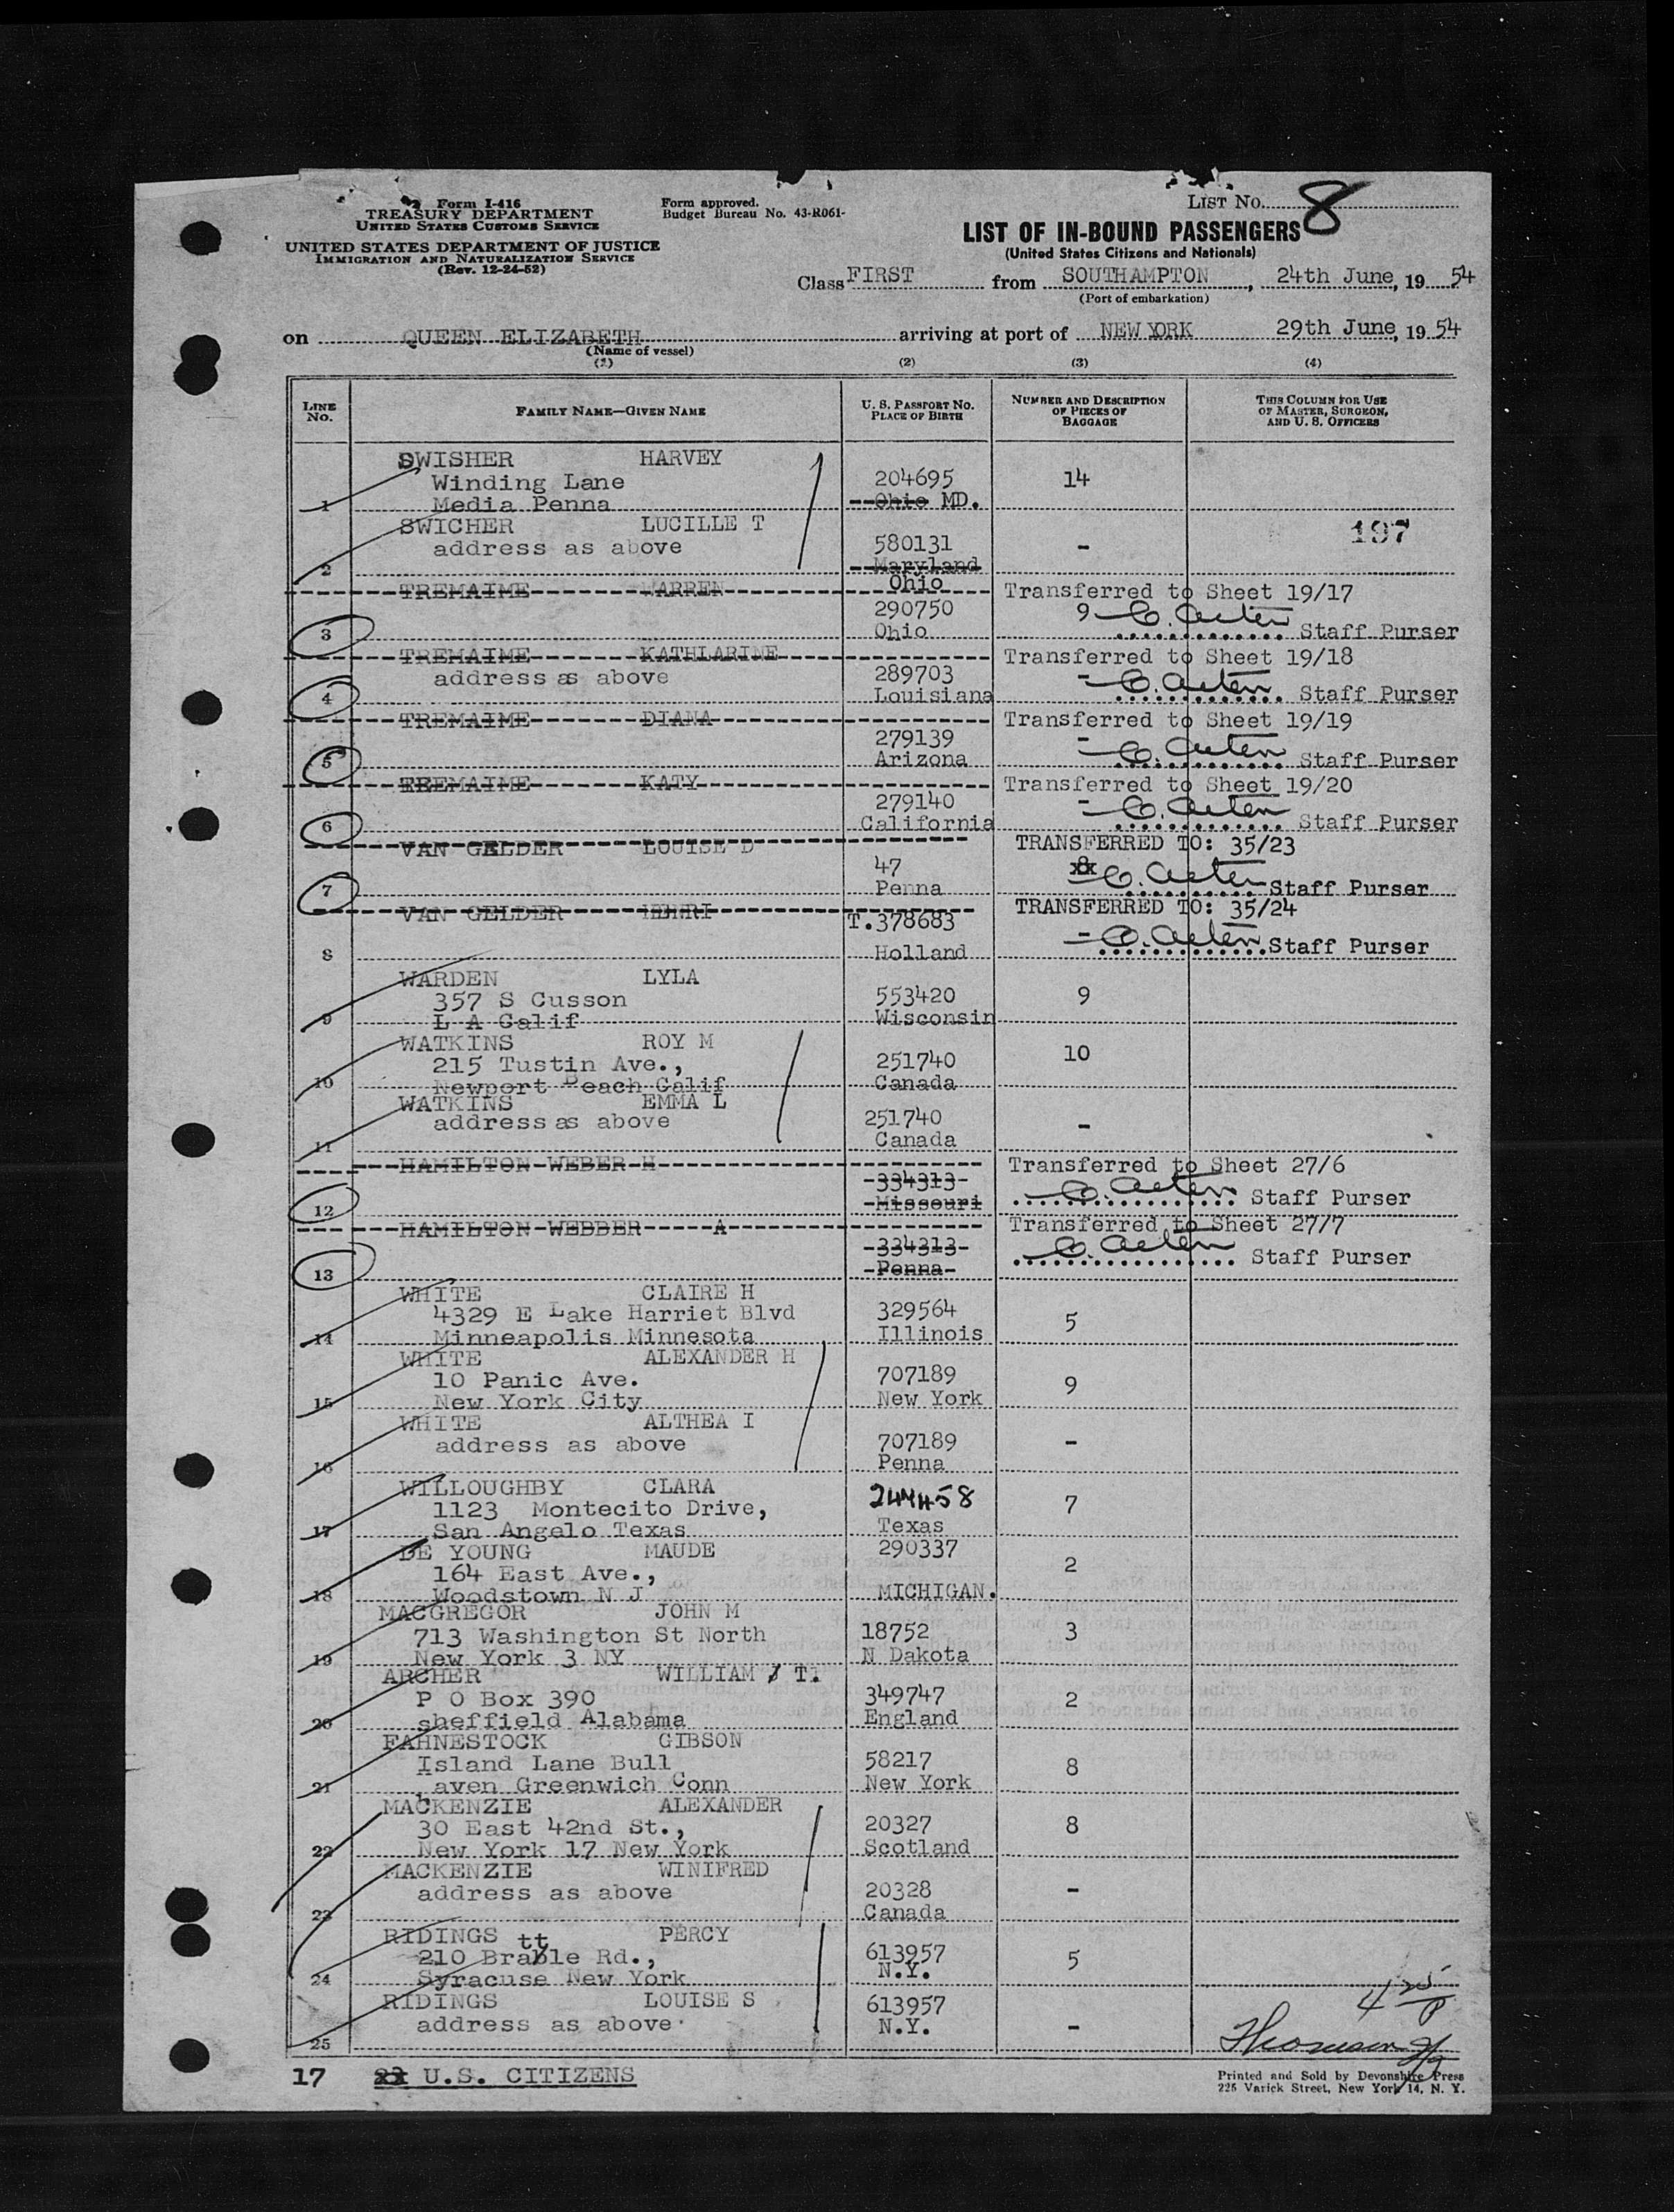 Form I-416
TREASURY DEPARTMENT
UNITED STATES CUSTOMS SERVICE
UNITED STATES DEPARTMENT OF JUSTICE
IMMIGRATION AND NATURALIZATION SERVICE
(Rev. 12-24-52)
Form approved.
Budget Bureau No. 43-R061-
LIST NO. 8
LIST OF IN-BOUND PASSENGERS
(United States Citizens and Nationals)
Class FIRST from SOUTHAMPTON, 24th June, 19 54
(Port of embarkation)
on QUEEN ELIZABETH arriving at port of NEW YORK 29th June, 19 54
(Name of vessel)
(1) (2) (3) (4)
LINE NO. FAMILY NAME—GIVEN NAME U. S. PASSPORT NO. PLACE OF BIRTH NUMBER AND DESCRIPTION OF PIECES OF BAGGAGE THIS COLUMN FOR USE OF MASTER, SURGEON, AND U. S. OFFICERS
SWISHER HARVEY
Winding Lane 204695 14
1 Media Penna Ohio MD.
SWICHER LUCILLE T 197
address as above 580131 -
2 Maryland
Ohio
TREMAIME WARREN Transferred to Sheet 19/17
290750 9
3 Ohio Staff Purser
TREMAIME KATHLARINE Transferred to Sheet 19/18
address as above 289703 -
4 Louisiana Staff Purser
TREMAIME DIANA Transferred to Sheet 19/19
279139 -
5 Arizona Staff Purser
TREMAIME KATY Transferred to Sheet 19/20
279140 -
6 California Staff Purser
VAN GELDER LOUISE D TRANSFERRED TO: 35/23
47 8
7 Penna Staff Purser
VAN GELDER HENRI TRANSFERRED TO: 35/24
T.378683 -
8 Holland Staff Purser
WARDEN LYLA
357 S Cusson 553420 9
9 L A Calif Wisconsin
WATKINS ROY M
215 Tustin Ave., 251740 10
10 Newport Beach Calif Canada
WATKINS EMMA L
address as above 251740 -
11 Canada
HAMILTON WEBER H Transferred to Sheet 27/6
334313
12 Missouri Staff Purser
HAMILTON WEBBER A Transferred to Sheet 27/7
334313
13 Penna Staff Purser
WHITE CLAIRE H
4329 E Lake Harriet Blvd 329564 5
14 Minneapolis Minnesota Illinois
WHITE ALEXANDER H
10 Panic Ave. 707189 9
15 New York City New York
WHITE ALTHEA I
address as above 707189 -
16 Penna
WILLOUGHBY CLARA
1123 Montecito Drive, 7
17 San Angelo Texas Texas
DE YOUNG MAUDE 290337
164 East Ave., 2
18 Woodstown N J MICHIGAN.
MACGREGOR JOHN M
713 Washington St North 18752 3
19 New York 3 NY N Dakota
ARCHER WILLIAM J T.
P O Box 390 349747 2
20 sheffield Alabama England
FAHNESTOCK GIBSON
Island Lane Bull 58217 8
21 aven Greenwich Conn New York
MACKENZIE ALEXANDER
30 East 42nd St., 20327 8
22 New York 17 New York Scotland
MACKENZIE WINIFRED
address as above 20328 -
23 Canada
RIDINGS tt PERCY
210 Brable Rd., 613957 5
24 Syracuse New York N.Y.
RIDINGS LOUISE S 613957
address as above N.Y. -
25
17 U.S. CITIZENS
Printed and Sold by Devonshire Press
225 Varick Street, New York 14, N. Y.